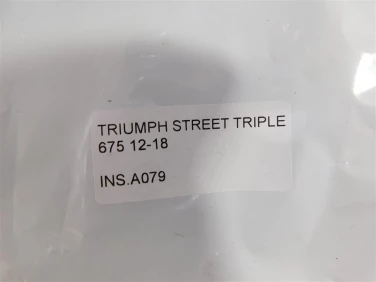 TRIUMPH STREET TRIPLE
675 12-18
INS.A079